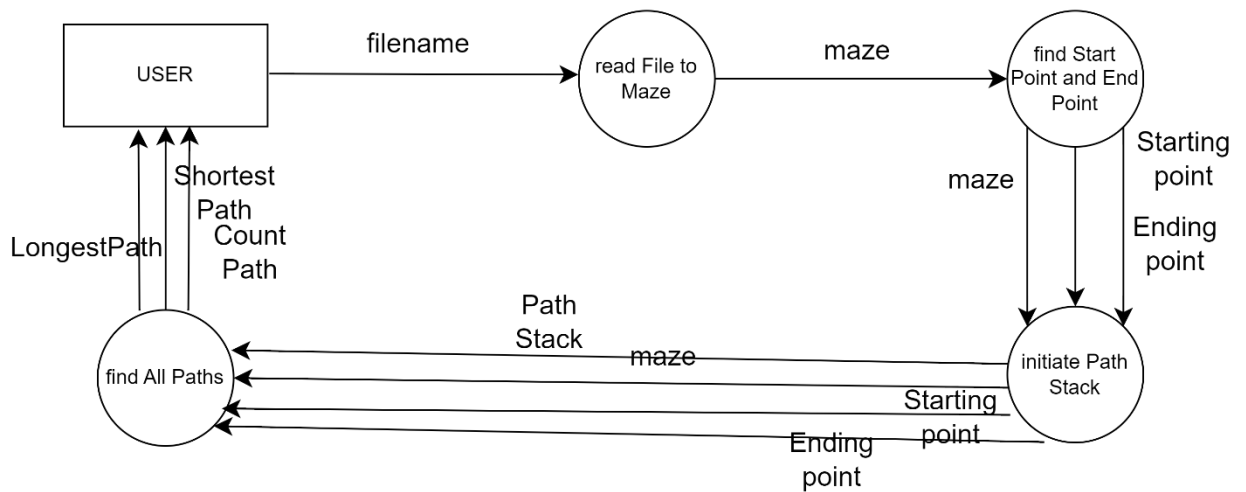 USER
filename
read File to
Maze
maze
find Start
Point and End
Point
maze
Starting
point
Ending
point
Shortest
Path
LongestPath
Count
Path
Path
Stack
maze
Starting
point
Ending
point
find All Paths
initiate Path
Stack